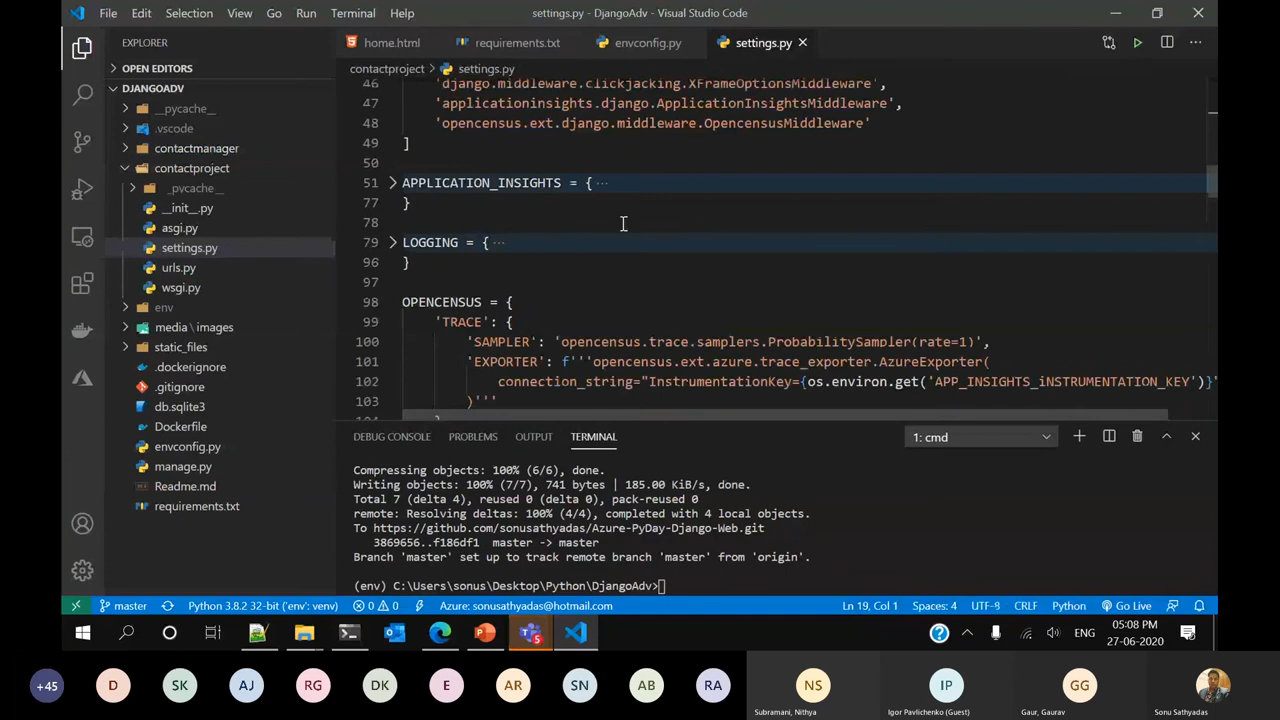 File Edit Selection View Go Run Terminal Help
settings.py - DjangoAdv - Visual Studio Code
EXPLORER
home.html
requirements.txt
envconfig.py
settings.py
OPEN EDITORS
contactproject > settings.py
DJANGOADV
__pycache__
.vscode
contactmanager
contactproject
_pycache_
__init__.py
asgi.py
settings.py
urls.py
wsgi.py
env
media \ images
static_files
.dockerignore
.gitignore
db.sqlite3
Dockerfile
envconfig.py
manage.py
Readme.md
requirements.txt
46 'django.middleware.clickjacking.XFrameOptionsMiddleware',
47 'applicationinsights.django.ApplicationInsightsMiddleware',
48 'opencensus.ext.django.middleware.OpencensusMiddleware'
49 ]
50
51 > APPLICATION_INSIGHTS = { ···
77 }
78
79 > LOGGING = { ···
96 }
97
98 OPENCENSUS = {
99 'TRACE': {
100 'SAMPLER': 'opencensus.trace.samplers.ProbabilitySampler(rate=1)',
101 'EXPORTER': f'''opencensus.ext.azure.trace_exporter.AzureExporter(
102 connection_string="InstrumentationKey={os.environ.get('APP_INSIGHTS_iNSTRUMENTATION_KEY')}"
103 )'''
DEBUG CONSOLE PROBLEMS OUTPUT TERMINAL
1: cmd
Compressing objects: 100% (6/6), done.
Writing objects: 100% (7/7), 741 bytes | 185.00 KiB/s, done.
Total 7 (delta 4), reused 0 (delta 0), pack-reused 0
remote: Resolving deltas: 100% (4/4), completed with 4 local objects.
To https://github.com/sonusathyadas/Azure-PyDay-Django-Web.git
3869656..f186df1 master -> master
Branch 'master' set up to track remote branch 'master' from 'origin'.
(env) C:\Users\sonus\Desktop\Python\DjangoAdv>
master Python 3.8.2 32-bit ('env': venv) 0 0 Azure: sonusathyadas@hotmail.com Ln 19, Col 1 Spaces: 4 UTF-8 CRLF Python Go Live
5
ENG
05:08 PM
27-06-2020
+45 D SK AJ RG DK E AR SN AB RA NS IP GG
Subramani, Nithya
Igor Pavlichenko (Guest)
Gaur, Gaurav
Sonu Sathyadas